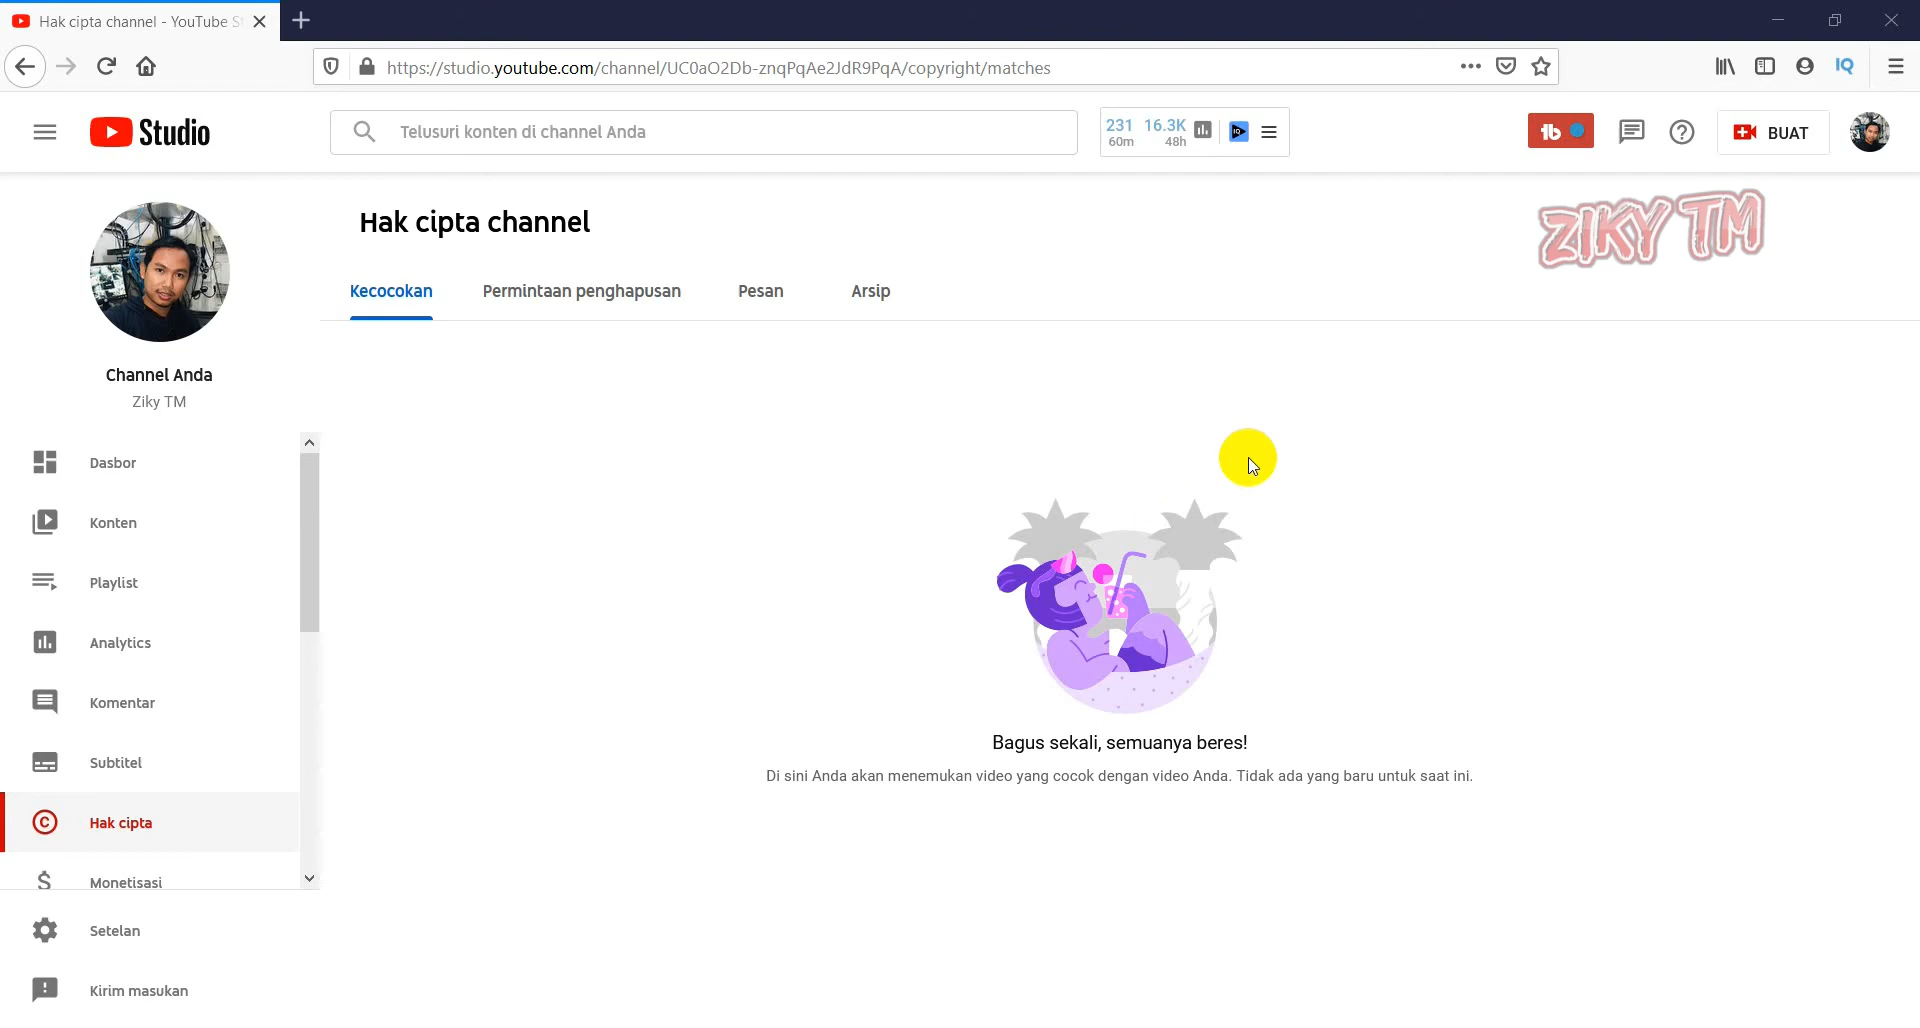 Hak cipta channel - YouTube S
https://studio.youtube.com/channel/UC0aO2Db-znqPqAe2JdR9PqA/copyright/matches
IQ
Studio
Telusuri konten di channel Anda
231 16.3K
60m 48h
IQ
tb
BUAT
ZIKY TM
Hak cipta channel
Kecocokan Permintaan penghapusan Pesan Arsip
Channel Anda
Ziky TM
Dasbor
Konten
Playlist
Analytics
Komentar
Subtitel
Hak cipta
Monetisasi
Setelan
Kirim masukan
Bagus sekali, semuanya beres!
Di sini Anda akan menemukan video yang cocok dengan video Anda. Tidak ada yang baru untuk saat ini.